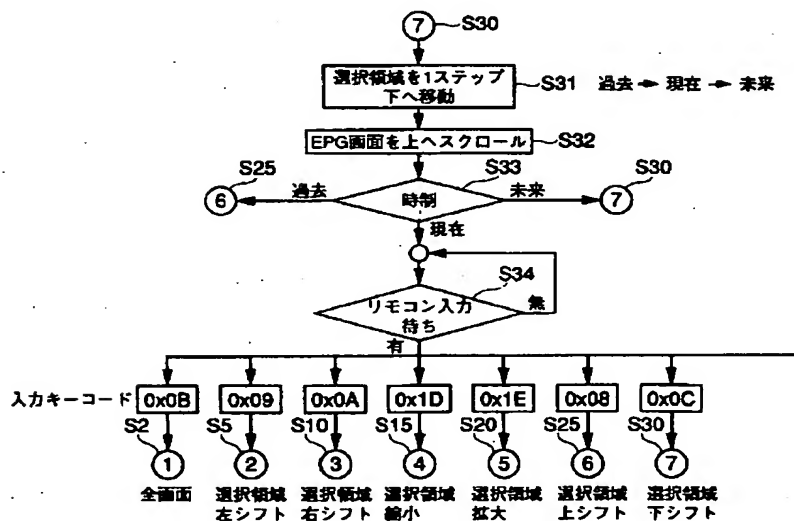 7 S30
選択領域を1ステップ
下へ移動
S31 過去 → 現在 → 未来
EPG画面を上へスクロール
S32
S25 S33 S30
6 過去 時制 未来 7
現在
S34
リモコン入力
待ち
無
有
入力キーコード 0x0B 0x09 0x0A 0x1D 0x1E 0x08 0x0C
S2 S5 S10 S15 S20 S25 S30
1 2 3 4 5 6 7
全画面 選択領域 選択領域 選択領域 選択領域 選択領域 選択領域
左シフト 右シフト 縮小 拡大 上シフト 下シフト